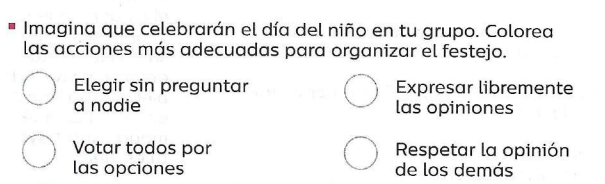 Imagina que celebrarán el día del niño en tu grupo. Colorea
las acciones más adecuadas para organizar el festejo.
Elegir sin preguntar
a nadie
Expresar libremente
las opiniones
Votar todos por
las opciones
Respetar la opinión
de los demás